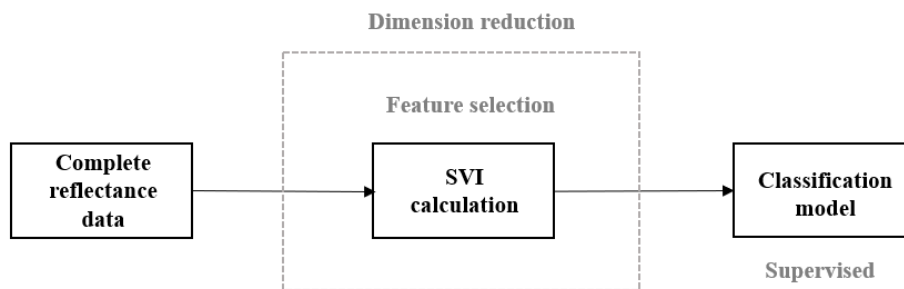 Dimension reduction
Feature selection
Complete
reflectance
data
SVI
calculation
Classification
model
Supervised